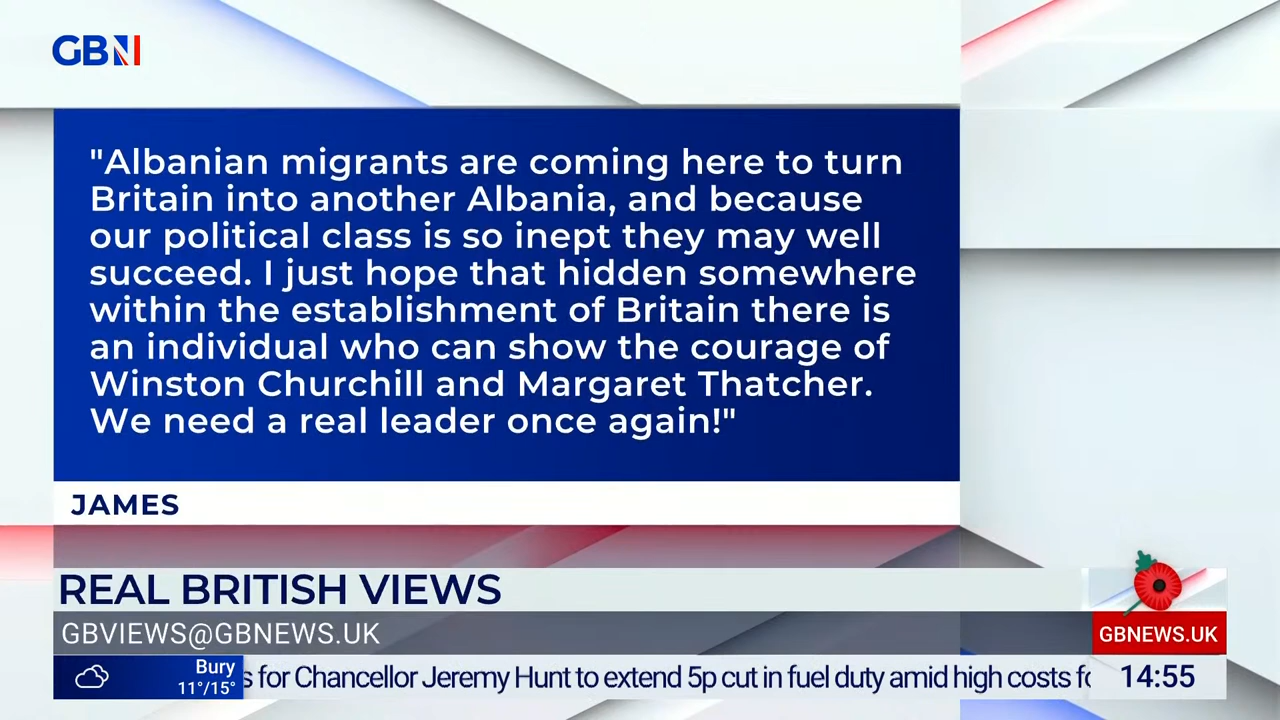 GBN
"Albanian migrants are coming here to turn
Britain into another Albania, and because
our political class is so inept they may well
succeed. I just hope that hidden somewhere
within the establishment of Britain there is
an individual who can show the courage of
Winston Churchill and Margaret Thatcher.
We need a real leader once again!"
JAMES
REAL BRITISH VIEWS
GBVIEWS@GBNEWS.UK
GBNEWS.UK
Bury
11°/15°
for Chancellor Jeremy Hunt to extend 5p cut in fuel duty amid high costs
14:55